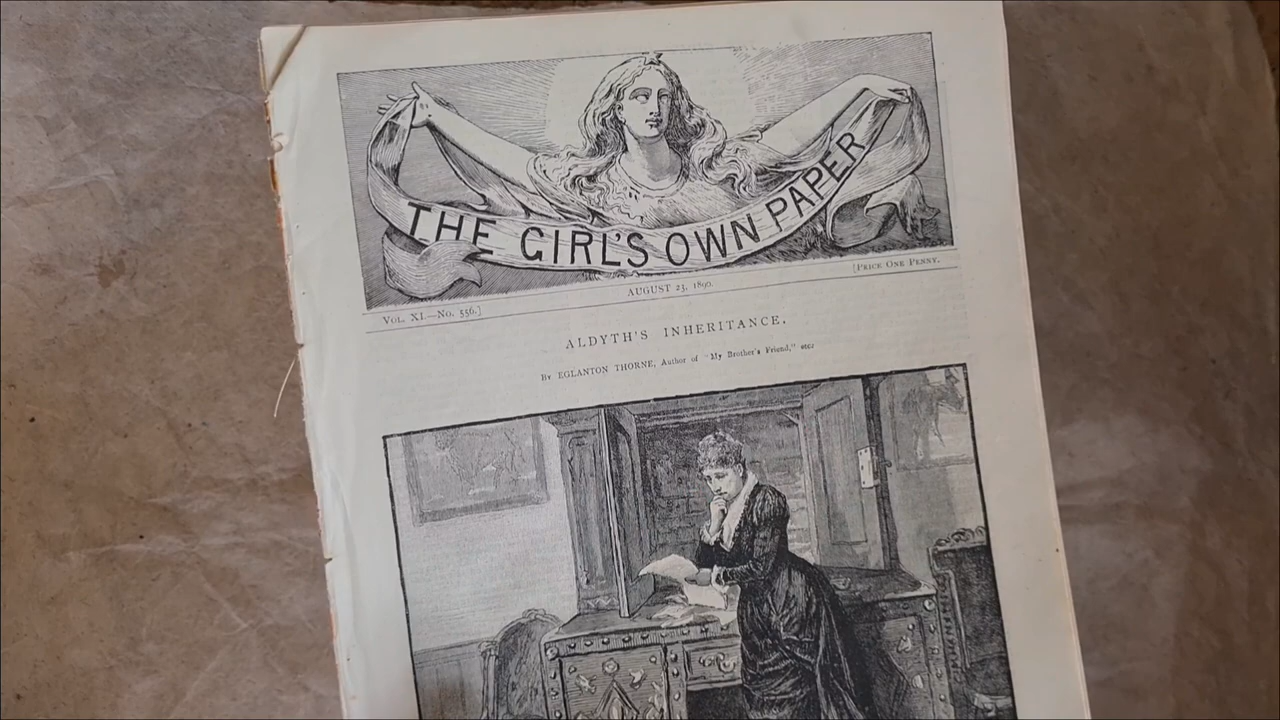 THE GIRL'S OWN PAPER
VOL. XI.—No. 556.]
AUGUST 23, 1890.
[PRICE ONE PENNY.
ALDYTH'S INHERITANCE.
BY EGLANTON THORNE, Author of "My Brother's Friend," etc.